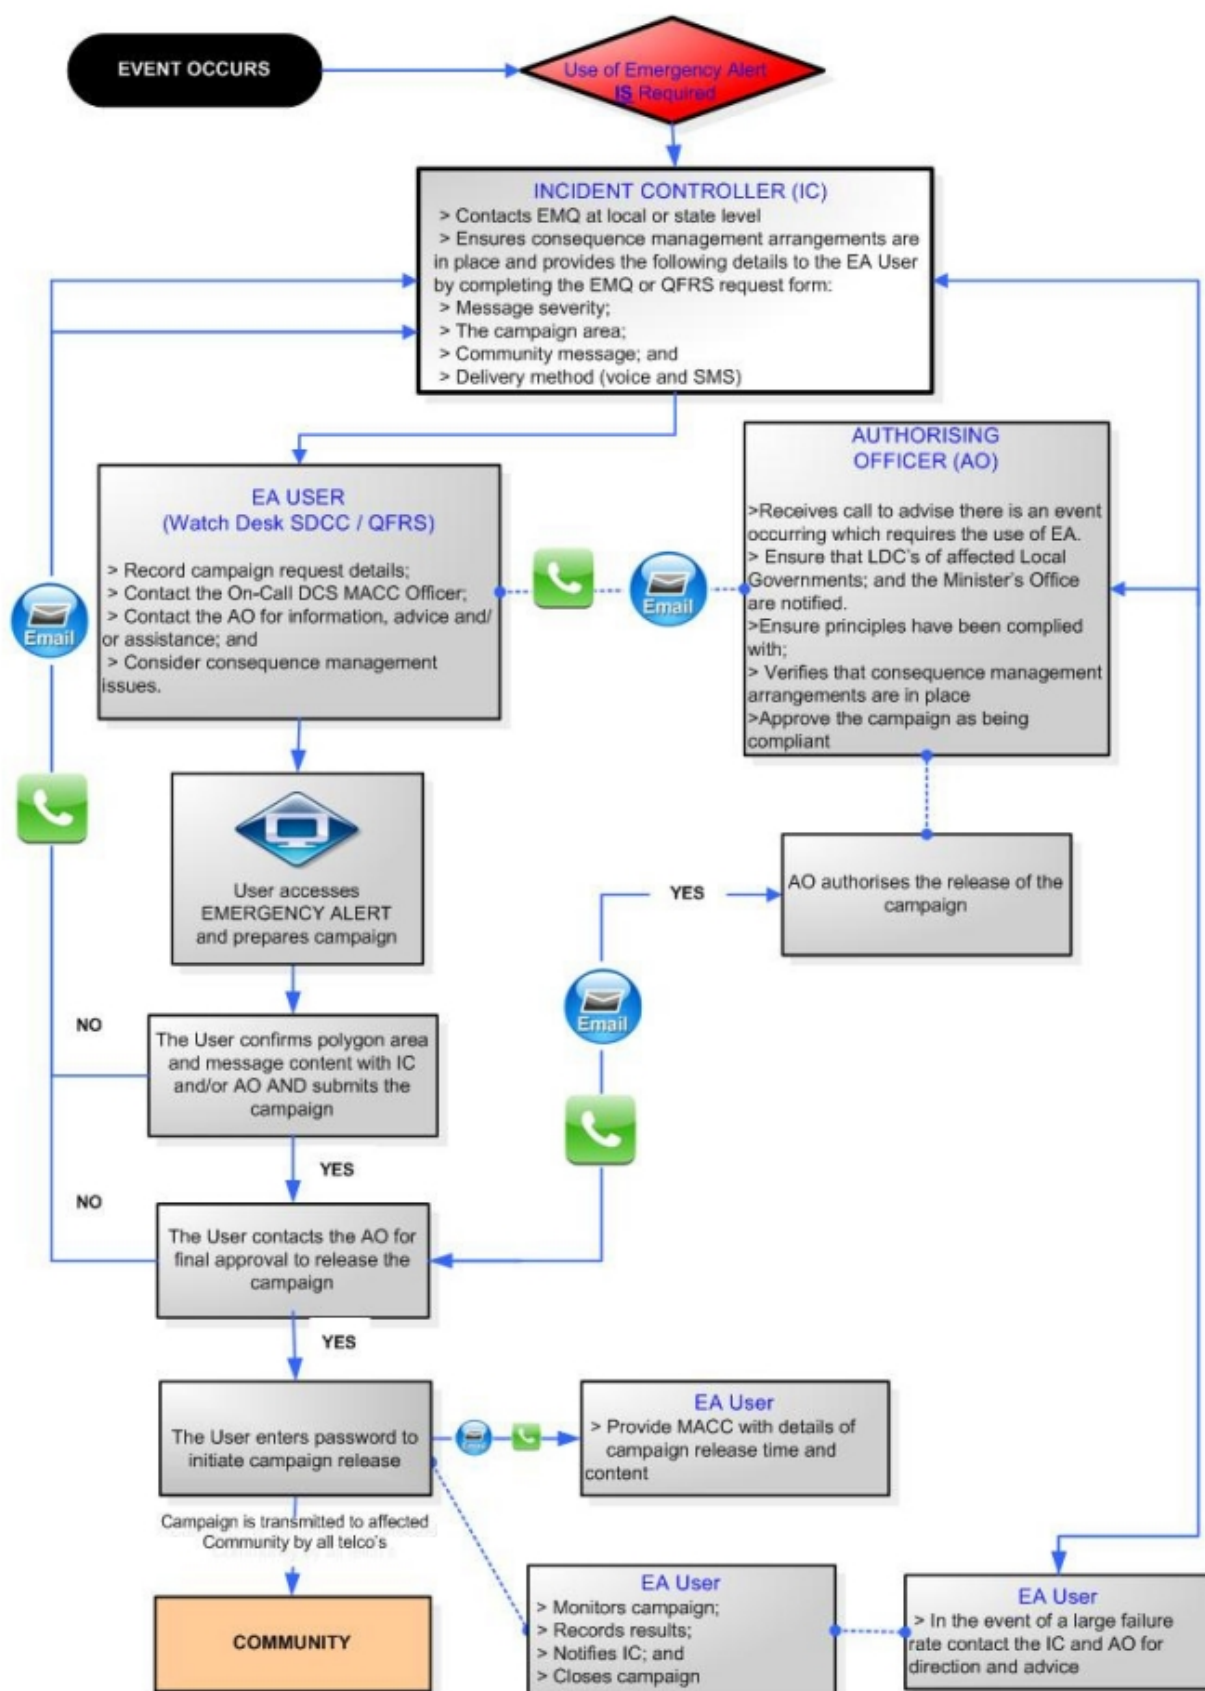 EVENT OCCURS
Use of Emergency Alert
IS Required
INCIDENT CONTROLLER (IC)
> Contacts EMQ at local or state level
> Ensures consequence management arrangements are
in place and provides the following details to the EA User
by completing the EMQ or QFRS request form:
> Message severity;
> The campaign area;
> Community message; and
> Delivery method (voice and SMS)
EA USER
(Watch Desk SDCC / QFRS)
> Record campaign request details;
> Contact the On-Call DCS MACC Officer;
> Contact the AO for information, advice and/
or assistance; and
> Consider consequence management
issues.
Email
Email
AUTHORISING
OFFICER (AO)
>Receives call to advise there is an event
occurring which requires the use of EA.
> Ensure that LDC's of affected Local
Governments; and the Minister's Office
are notified.
>Ensure principles have been complied
with;
> Verifies that consequence management
arrangements are in place
>Approve the campaign as being
compliant
User accesses
EMERGENCY ALERT
and prepares campaign
YES
AO authorises the release of the
campaign
Email
NO
The User confirms polygon area
and message content with IC
and/or AO AND submits the
campaign
YES
NO
The User contacts the AO for
final approval to release the
campaign
YES
The User enters password to
initiate campaign release
Email
EA User
> Provide MACC with details of
campaign release time and
content
Campaign is transmitted to affected
Community by all telco's
COMMUNITY
EA User
> Monitors campaign;
> Records results;
> Notifies IC; and
> Closes campaign
EA User
> In the event of a large failure
rate contact the IC and AO for
direction and advice